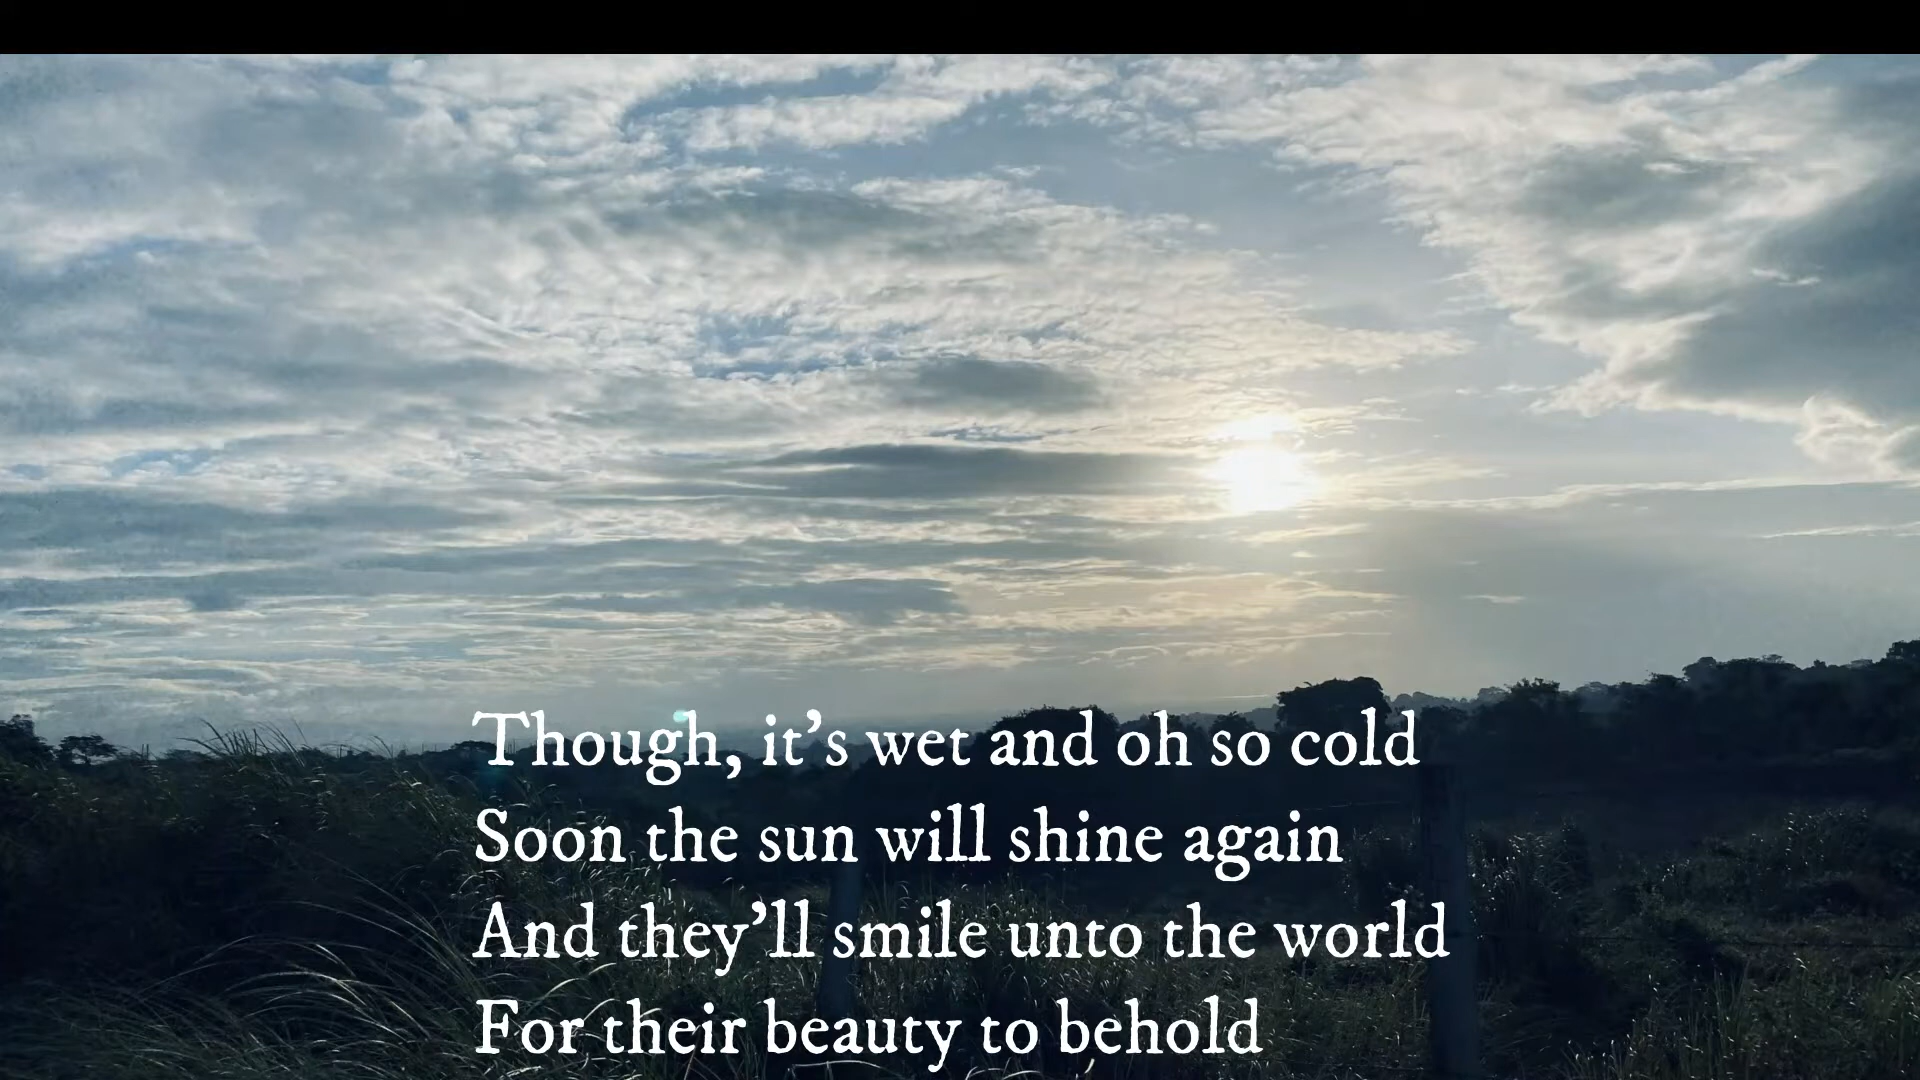 Though, it's wet and oh so cold
Soon the sun will shine again
And they'll smile unto the world
For their beauty to behold